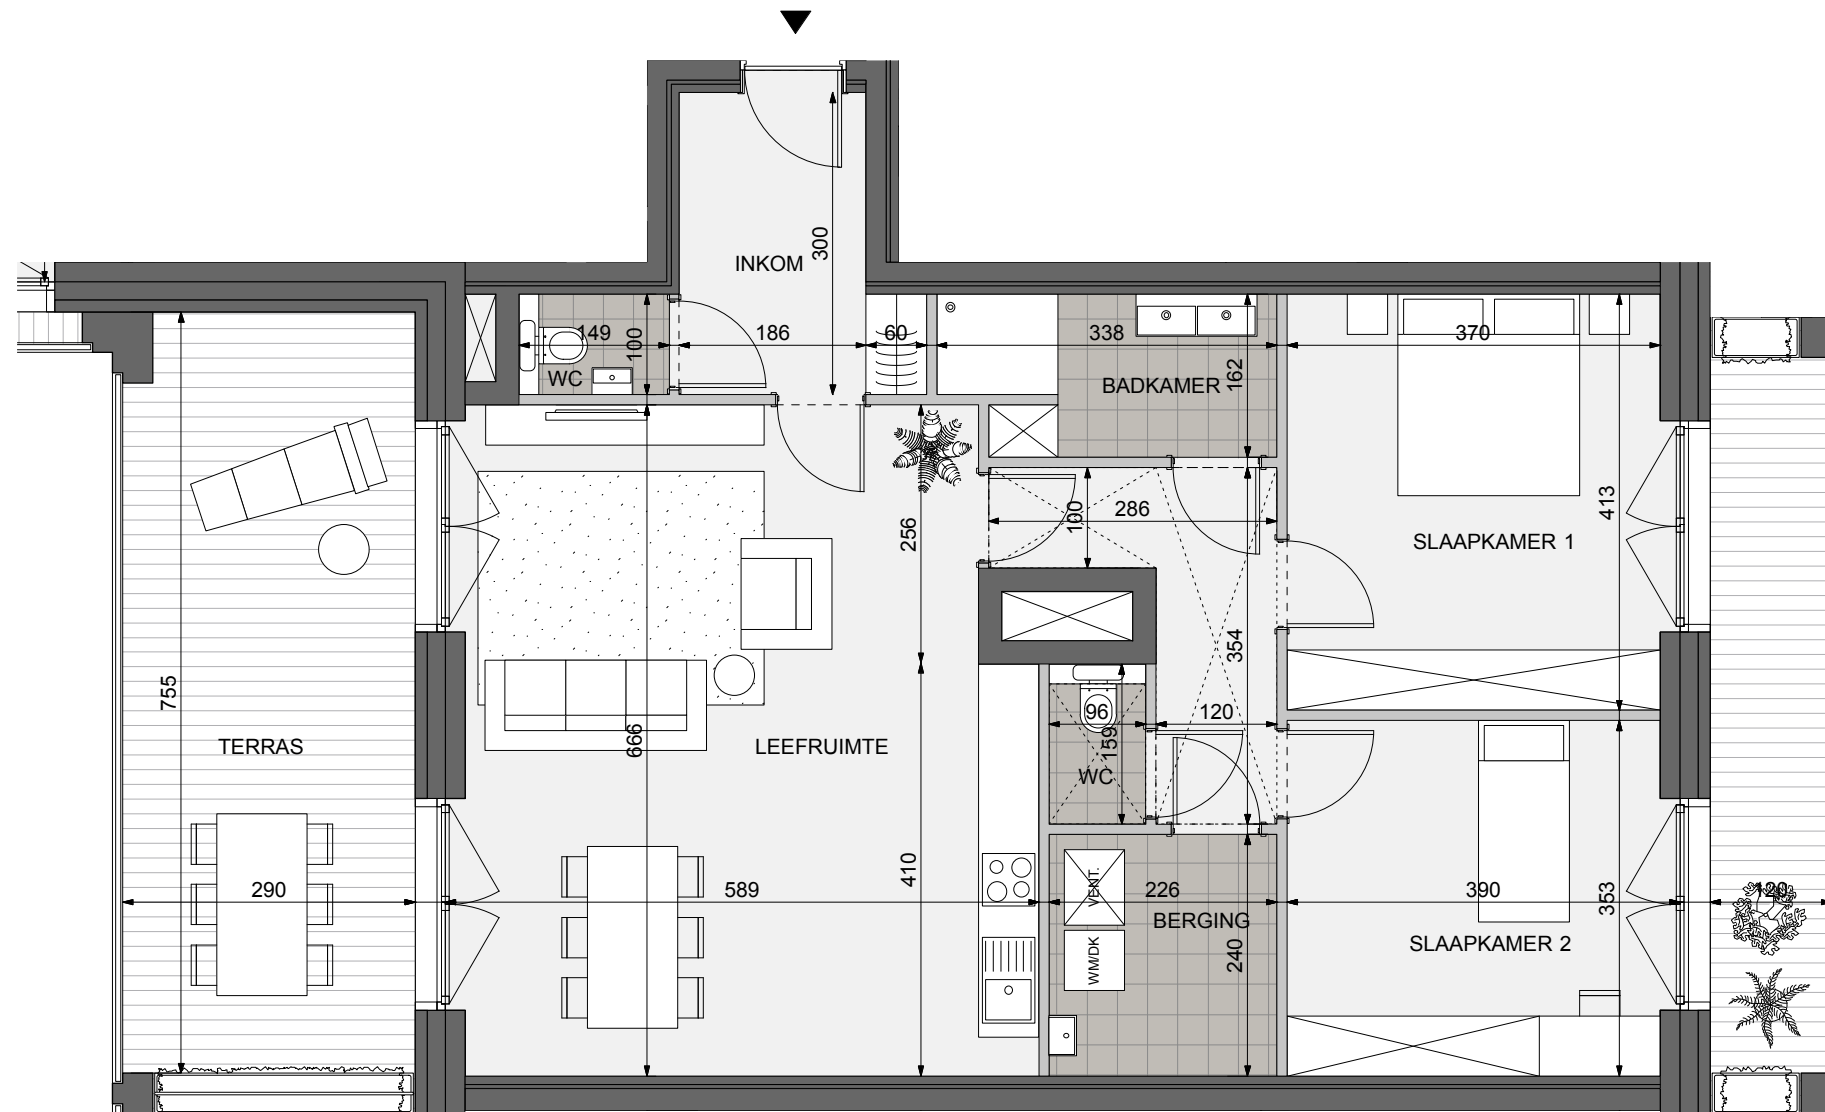 INKOM
300
149
100
WC
186
60
338
BADKAMER
162
370
413
SLAAPKAMER 1
256
100
286
354
755
TERRAS
666
LEEFRUIMTE
96
159
WC
120
290
589
410
VENT.
226
BERGING
WM/DK
240
390
353
SLAAPKAMER 2
120